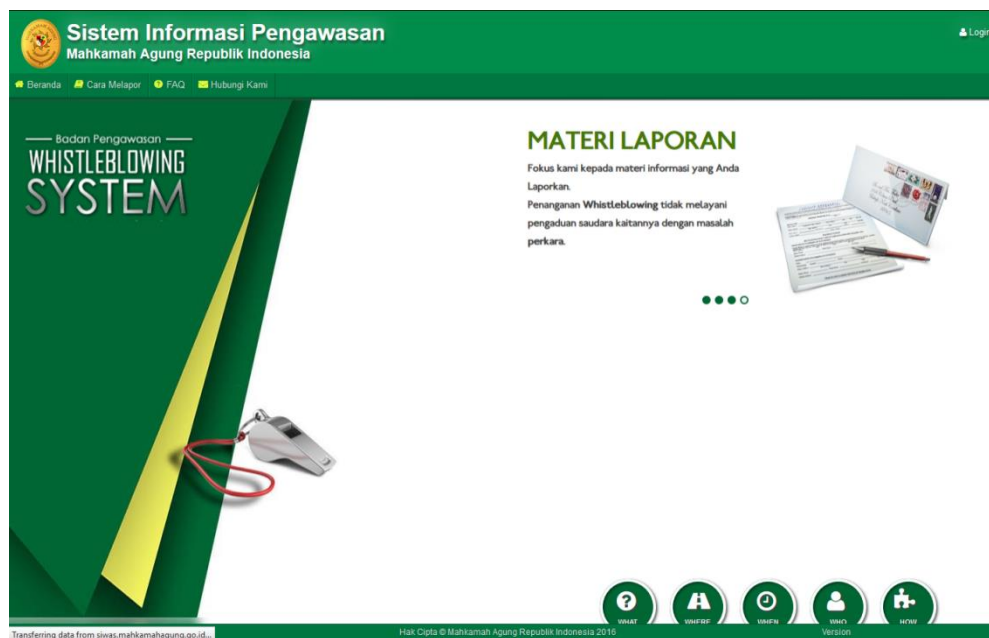 Sistem Informasi Pengawasan
Mahkamah Agung Republik Indonesia
Login
Beranda Cara Melapor FAQ Hubungi Kami
Badan Pengawasan
WHISTLEBLOWING
SYSTEM
MATERI LAPORAN
Fokus kami kepada materi informasi yang Anda
Laporkan.
Penanganan Whistleblowing tidak melayani
pengaduan saudara kaitannya dengan masalah
perkara.
WHAT WHERE WHEN WHO HOW
Transferring data from siwas.mahkamahagung.go.id...
Hak Cipta © Mahkamah Agung Republik Indonesia 2016
Version